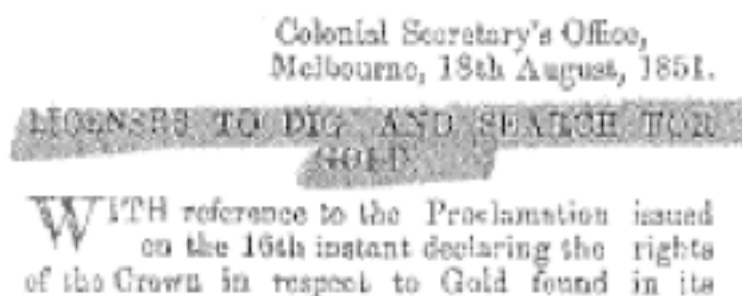 Colonial Secretary's Office,
Melbourne, 18th August, 1851.
LICENSES TO DIG AND SEARCH FOR
GOLD
WITH reference to the Proclamation issued
on the 16th instant declaring the rights
of the Crown in respect to Gold found in its